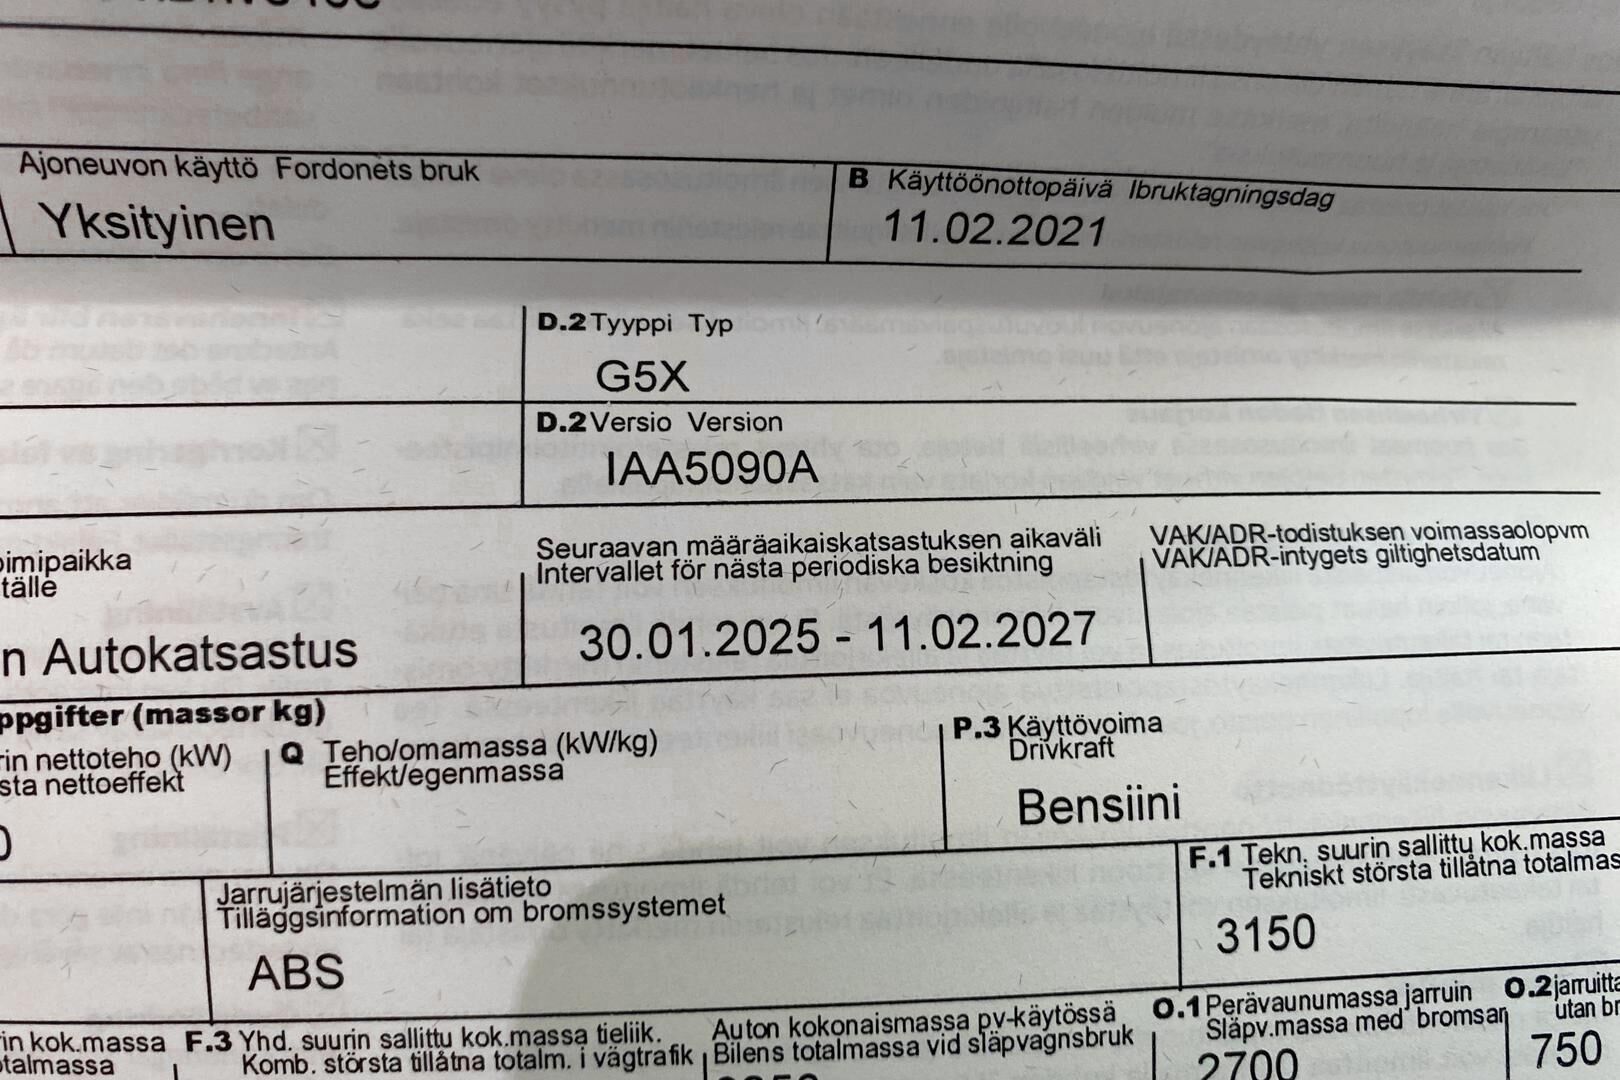 Ajoneuvon käyttö Fordonets bruk
Yksityinen
B Käyttöönottopäivä Ibruktagningsdag
11.02.2021
D.2 Tyyppi Typ
G5X
D.2 Versio Version
IAA5090A
oimipaikka
tälle
n Autokatsastus
Seuraavan määräaikaiskatsastuksen aikaväli
Intervallet för nästa periodiska besiktning
30.01.2025 - 11.02.2027
VAK/ADR-todistuksen voimassaolopvm
VAK/ADR-intygets giltighetsdatum
ppgifter (massor kg)
rin nettoteho (kW)
sta nettoeffekt
Q Teho/omamassa (kW/kg)
Effekt/egenmassa
P.3 Käyttövoima
Drivkraft
Bensiini
Jarrujärjestelmän lisätieto
Tilläggsinformation om bromssystemet
ABS
F.1 Tekn. suurin sallittu kok.massa
Tekniskt största tillåtna totalmas
3150
in kok.massa
otalmassa
F.3 Yhd. suurin sallittu kok.massa tieliik.
Komb. största tillåtna totalm. i vägtrafik
Auton kokonaismassa pv-käytössä
Bilens totalmassa vid släpvagnsbruk
O.1 Perävaunumassa jarruin
Släpv.massa med bromsar
2700
O.2 jarruitta
utan br
750